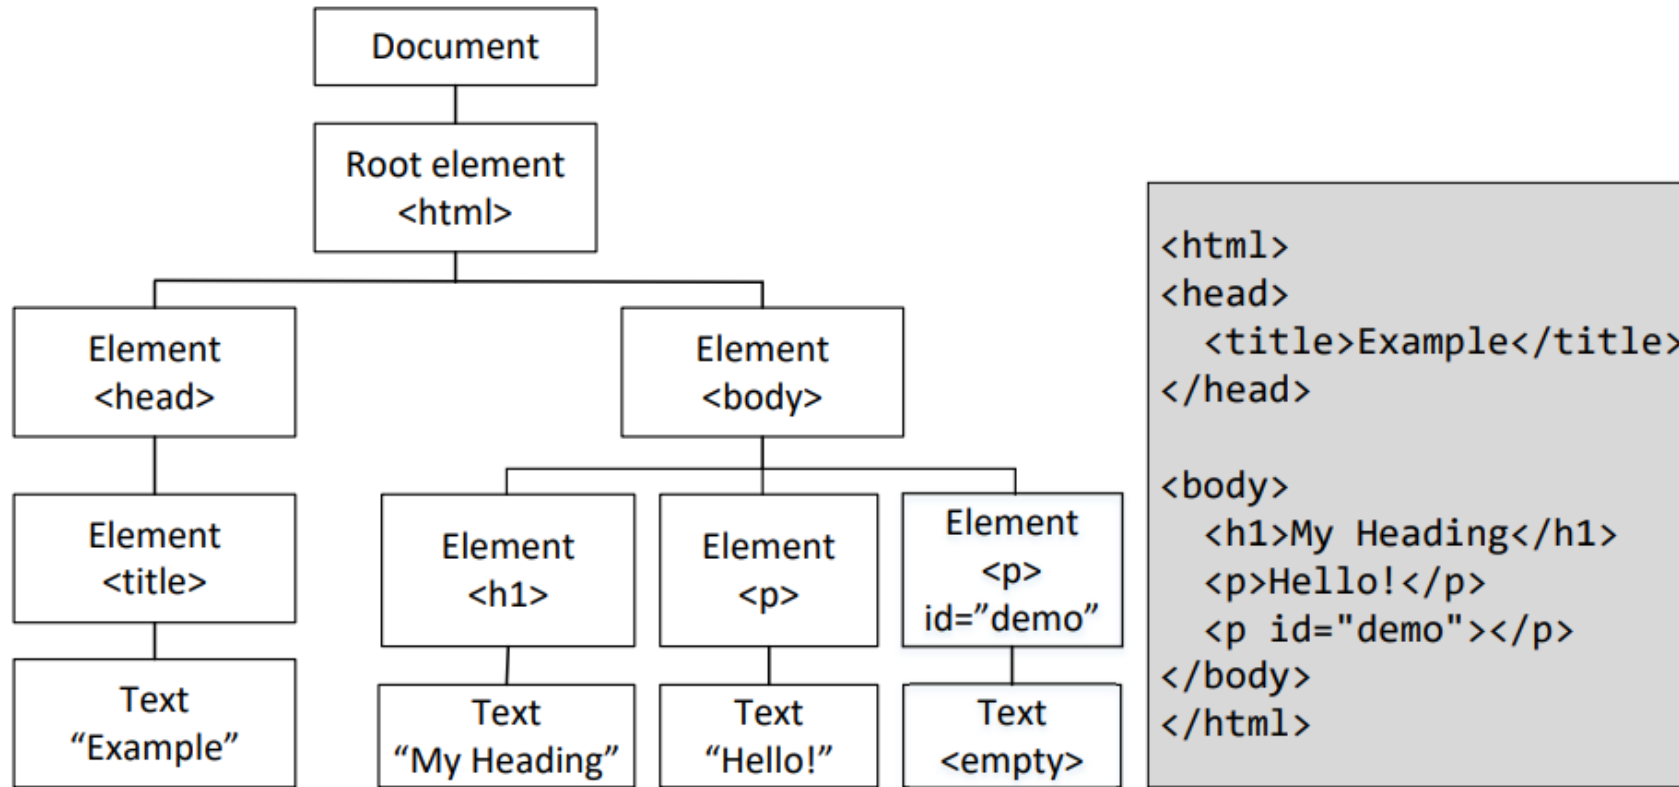 Document
Root element
<html>
Element
<head>
Element
<body>
Element
<title>
Element
<h1>
Element
<p>
Element
<p>
id=”demo”
Text
“Example”
Text
“My Heading”
Text
“Hello!”
Text
<empty>
<html>
<head>
<title>Example</title>
</head>
<body>
<h1>My Heading</h1>
<p>Hello!</p>
<p id="demo"></p>
</body>
</html>